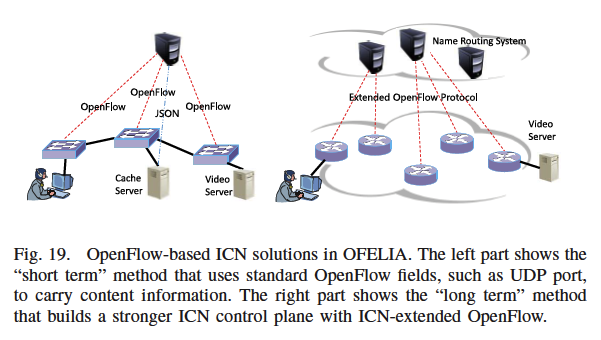 Name Routing System
OpenFlow
OpenFlow
OpenFlow
JSON
Extended OpenFlow Protocol
Video
Server
Cache
Server
Video
Server
Fig. 19. OpenFlow-based ICN solutions in OFELIA. The left part shows the
“short term” method that uses standard OpenFlow fields, such as UDP port,
to carry content information. The right part shows the “long term” method
that builds a stronger ICN control plane with ICN-extended OpenFlow.